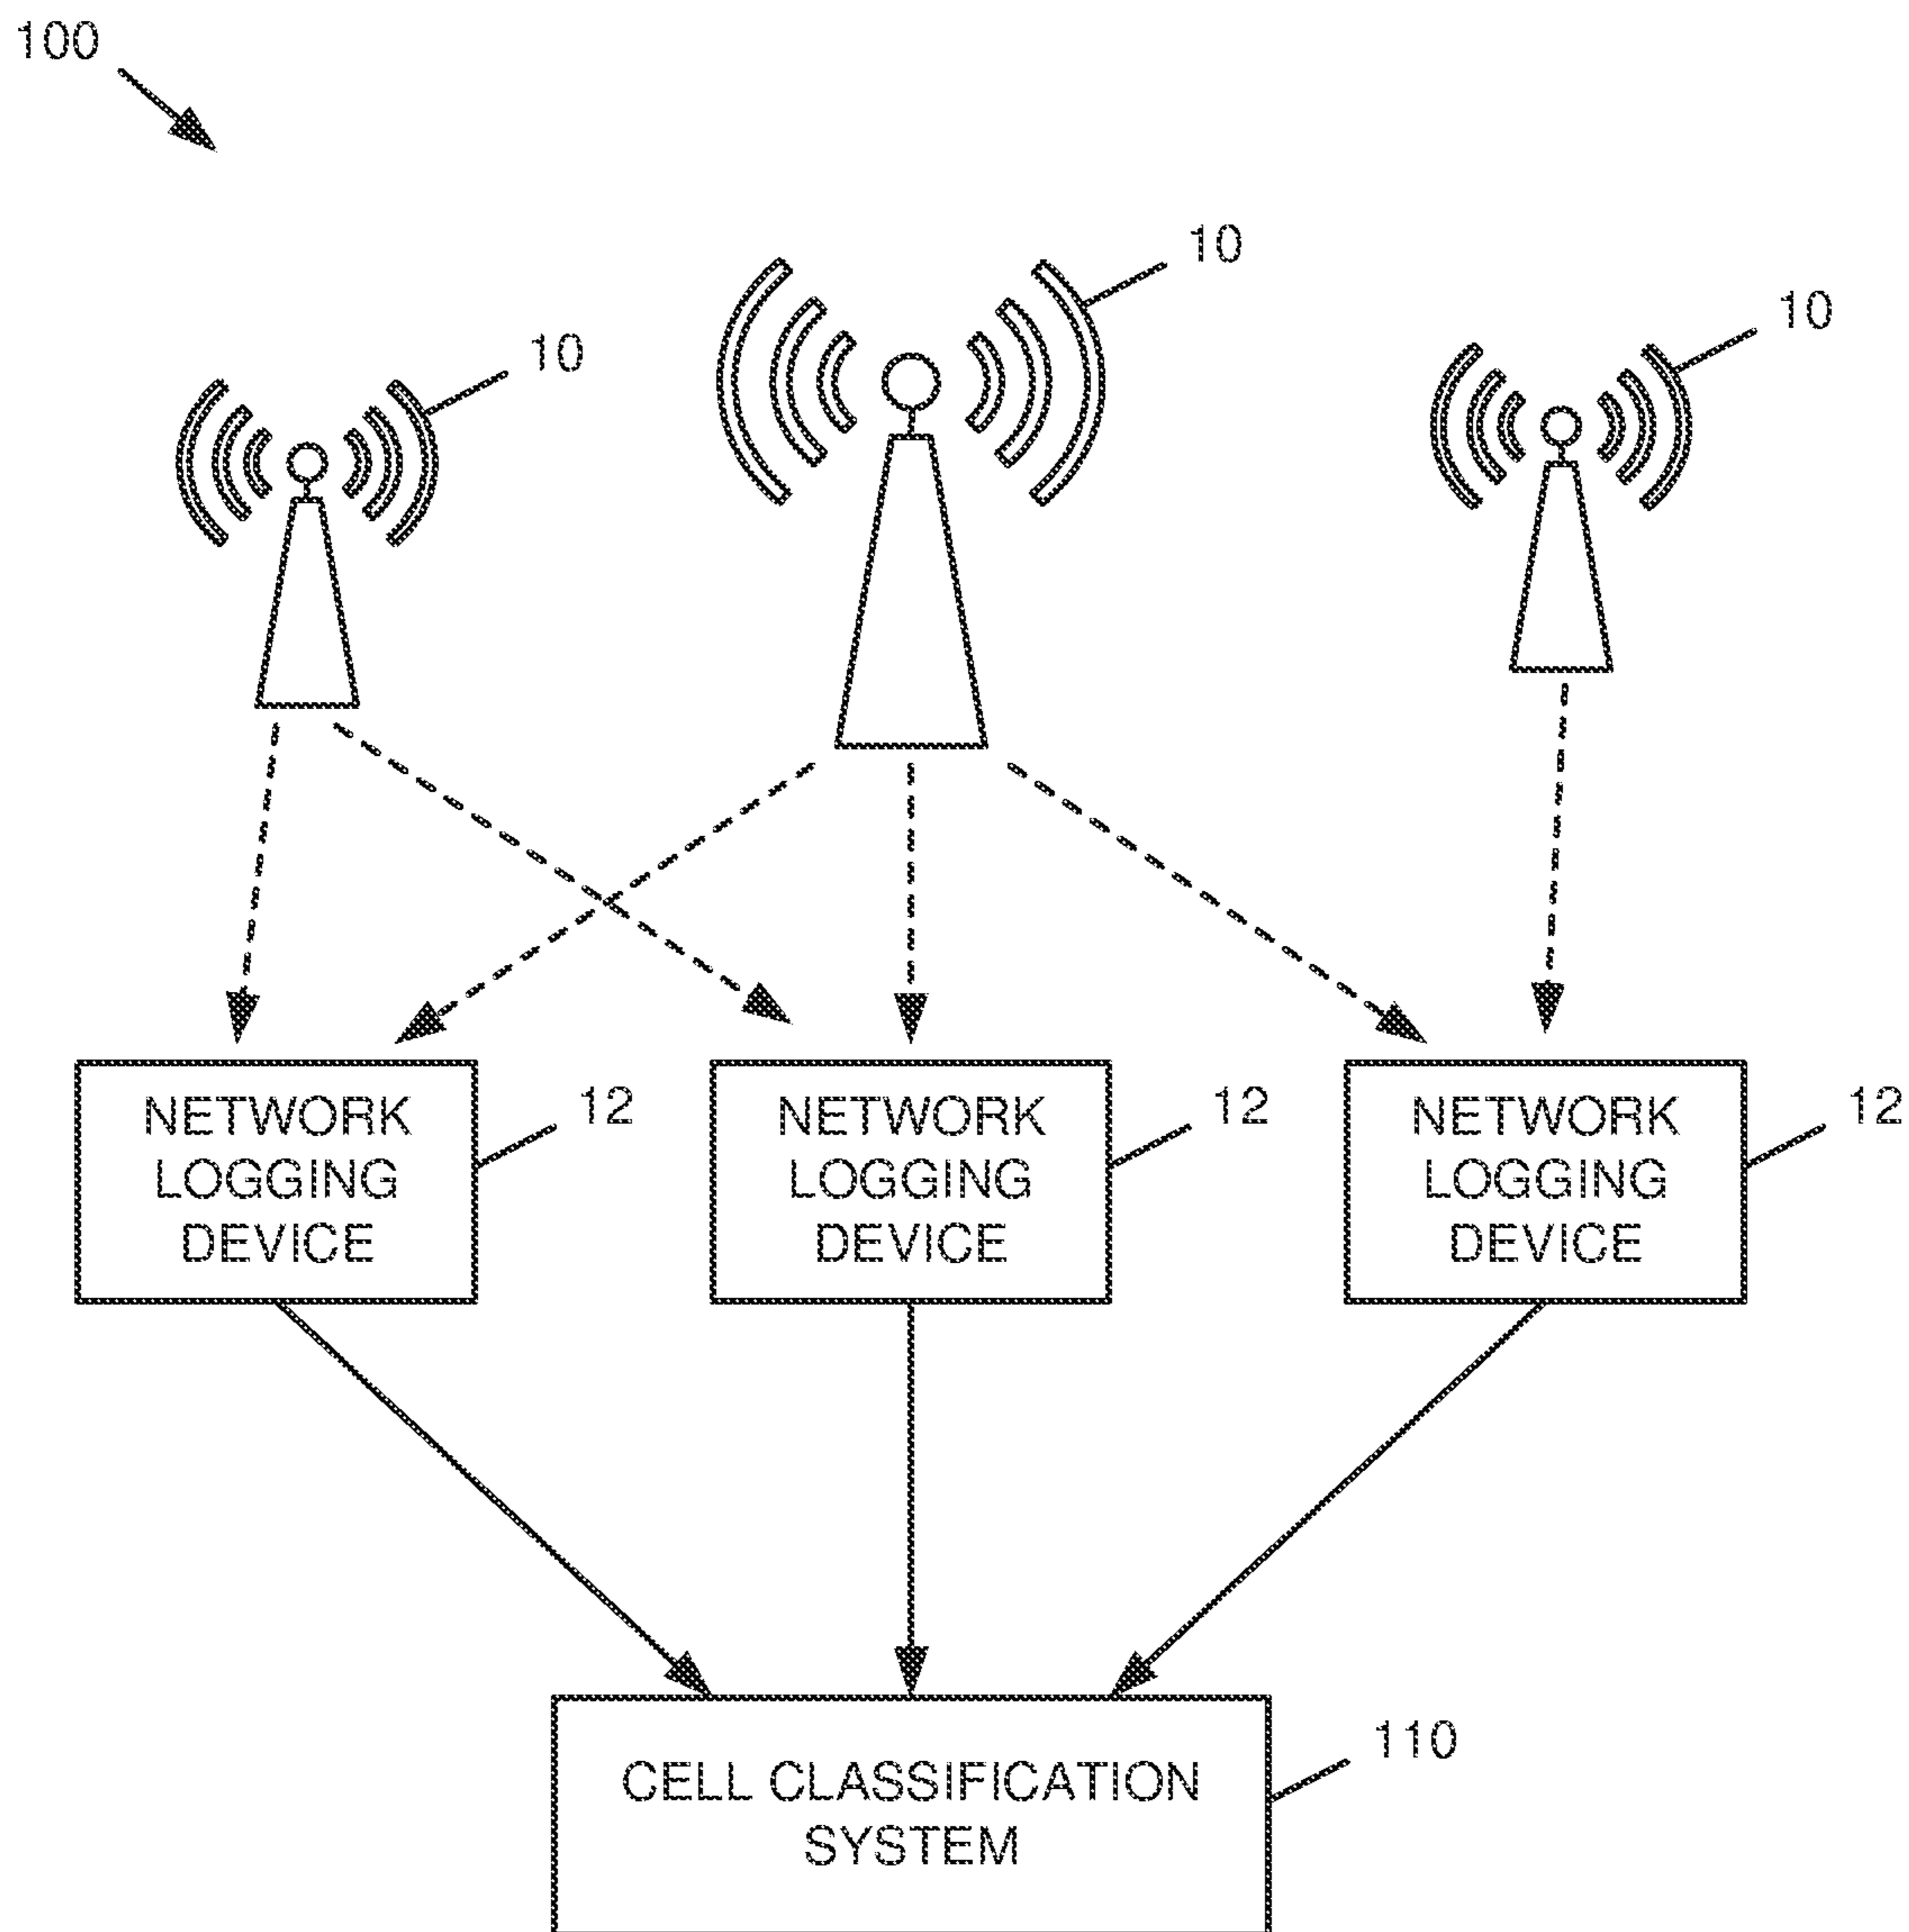 100
10
10
10
NETWORK
LOGGING
DEVICE
12
NETWORK
LOGGING
DEVICE
12
NETWORK
LOGGING
DEVICE
12
CELL CLASSIFICATION
SYSTEM
110